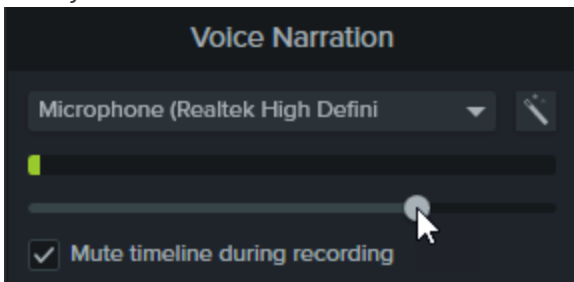 Voice Narration
Microphone (Realtek High Defini
Mute timeline during recording